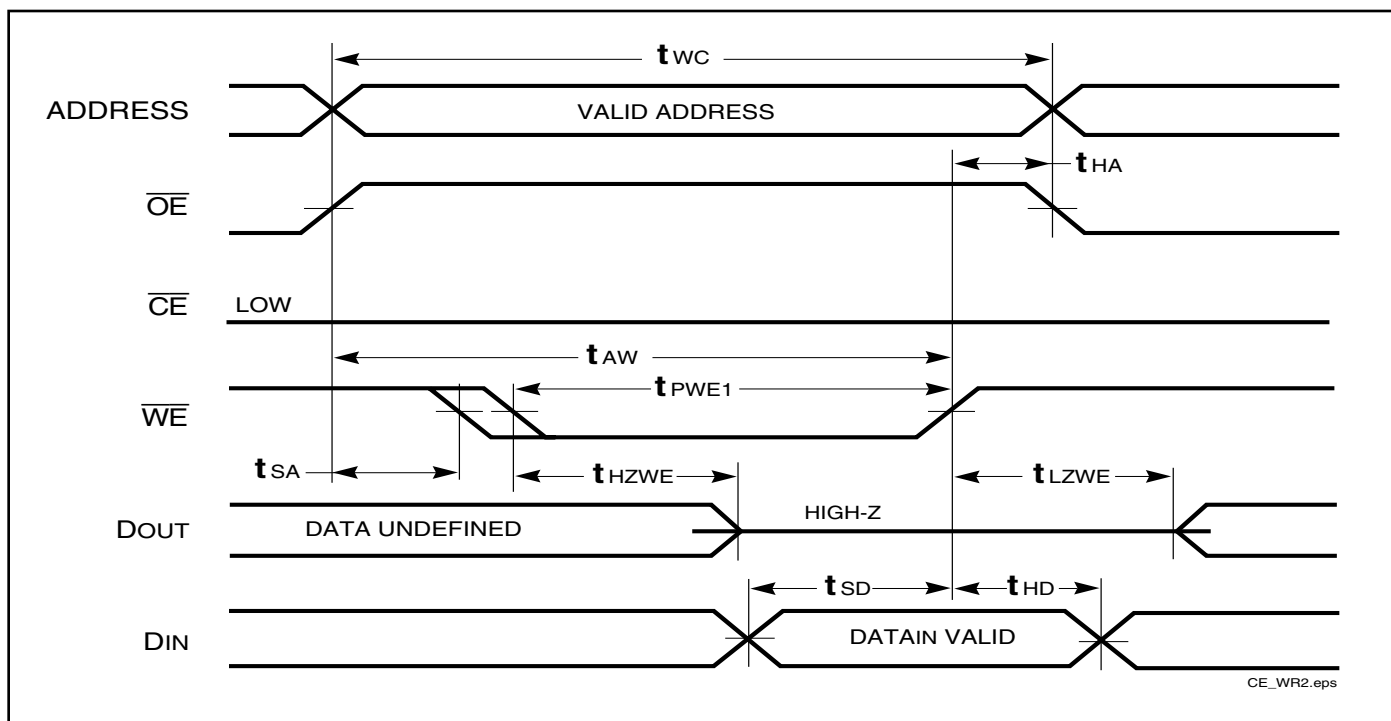 tWC
ADDRESS
VALID ADDRESS
tHA
OE
CE
LOW
tAW
tPWE1
WE
tSA
tHZWE
tLZWE
DOUT
DATA UNDEFINED
HIGH-Z
tSD
tHD
DIN
DATAIN VALID
CE_WR2.eps